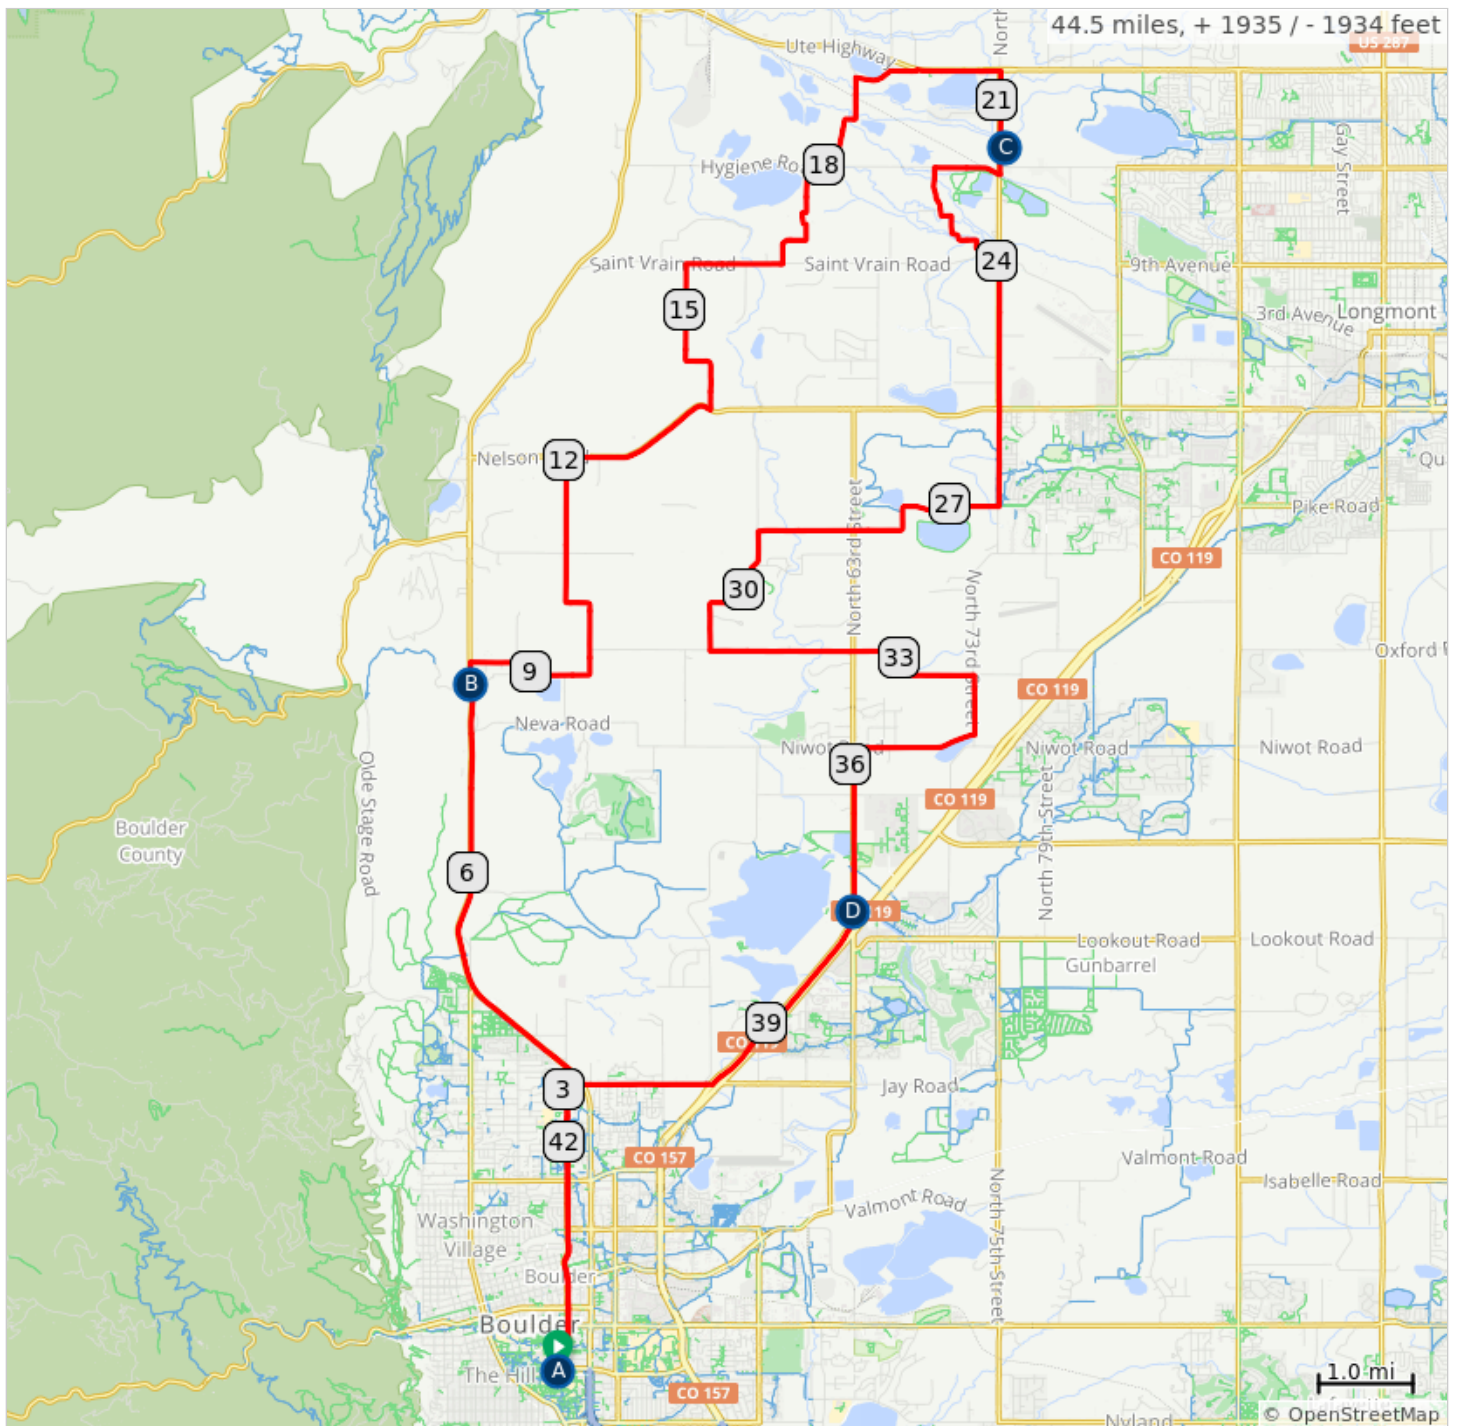 44.5 miles, + 1935 / - 1934 feet
North
Ute Highway
US 287
21
C
Gay Street
Hygiene Ro
18
Saint Vrain Road
Saint Vrain Road
24
9th Avenue
15
3rd Avenue
Longmont
Nelson
12
Qu
27
Pike Road
North 63rd Street
CO 119
30
North 73rd Street
Oxford
33
9
B
CO 119
Neva Road
Niwot
Niwot Road
Niwot Road
36
Olde Stage Road
CO 119
Boulder
County
North 79th Street
6
D
19
Lookout Road
Lookout Road
Gunbarrel
39
CO
3
Jay Road
42
CO 157
Valmont Road
Isabelle Road
Valmont Road
North 75th Street
Washington
Village
Boulder
Boulder
The Hill
A
CO 157
1.0 mi
© OpenStreetMap
Nyland